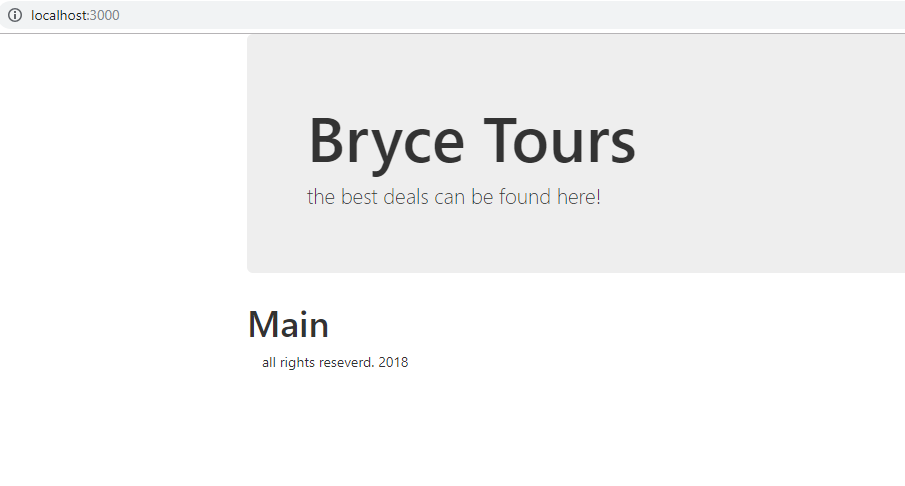 localhost:3000
Bryce Tours
the best deals can be found here!
Main
all rights reseverd. 2018